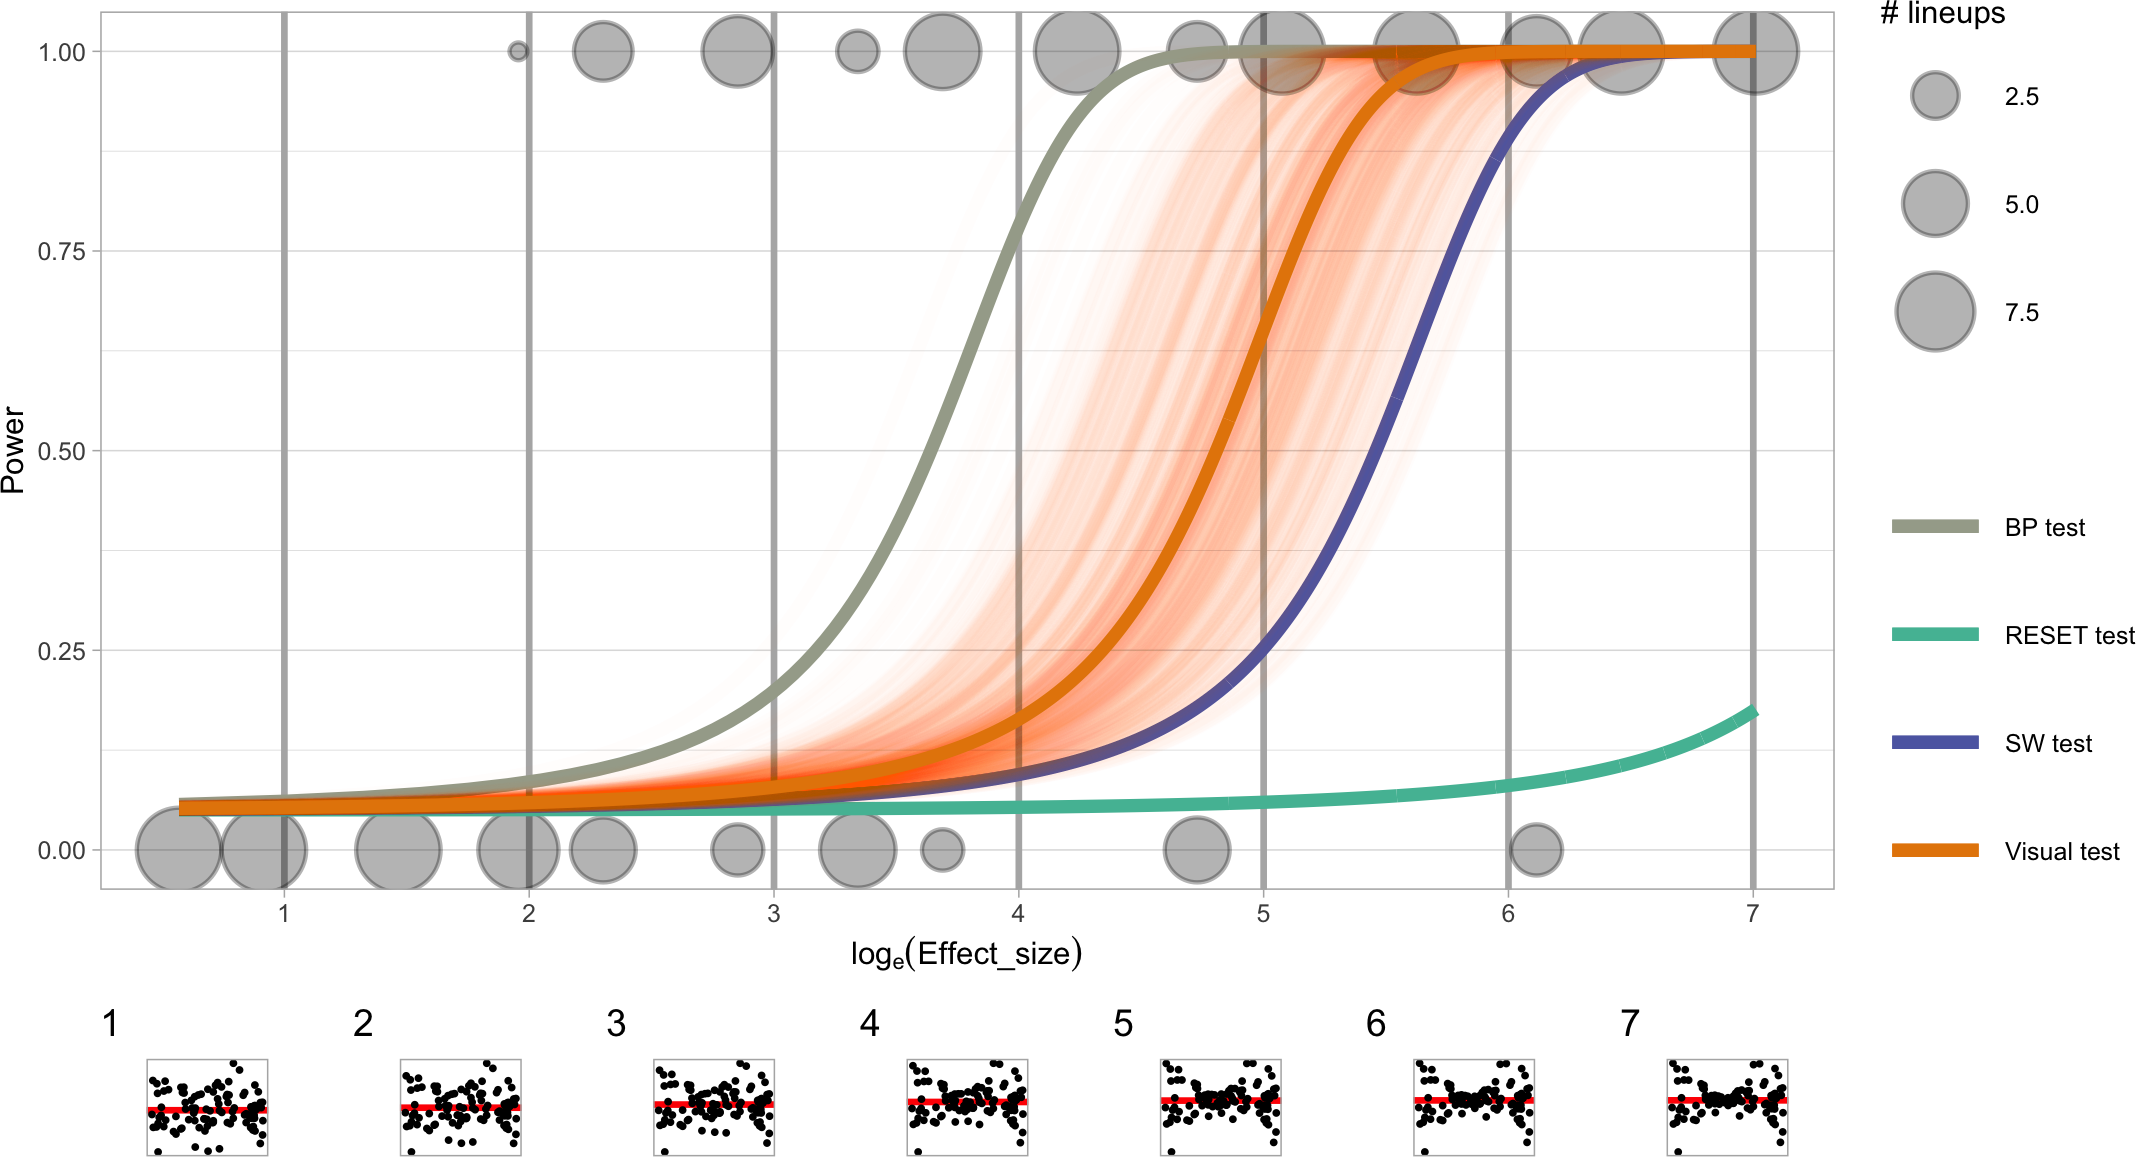 # lineups
2.5
5.0
7.5
BP test
RESET test
SW test
Visual test
Power
1.00
0.75
0.50
0.25
0.00
1 2 3 4 5 6 7
logₑ(Effect_size)
1 2 3 4 5 6 7